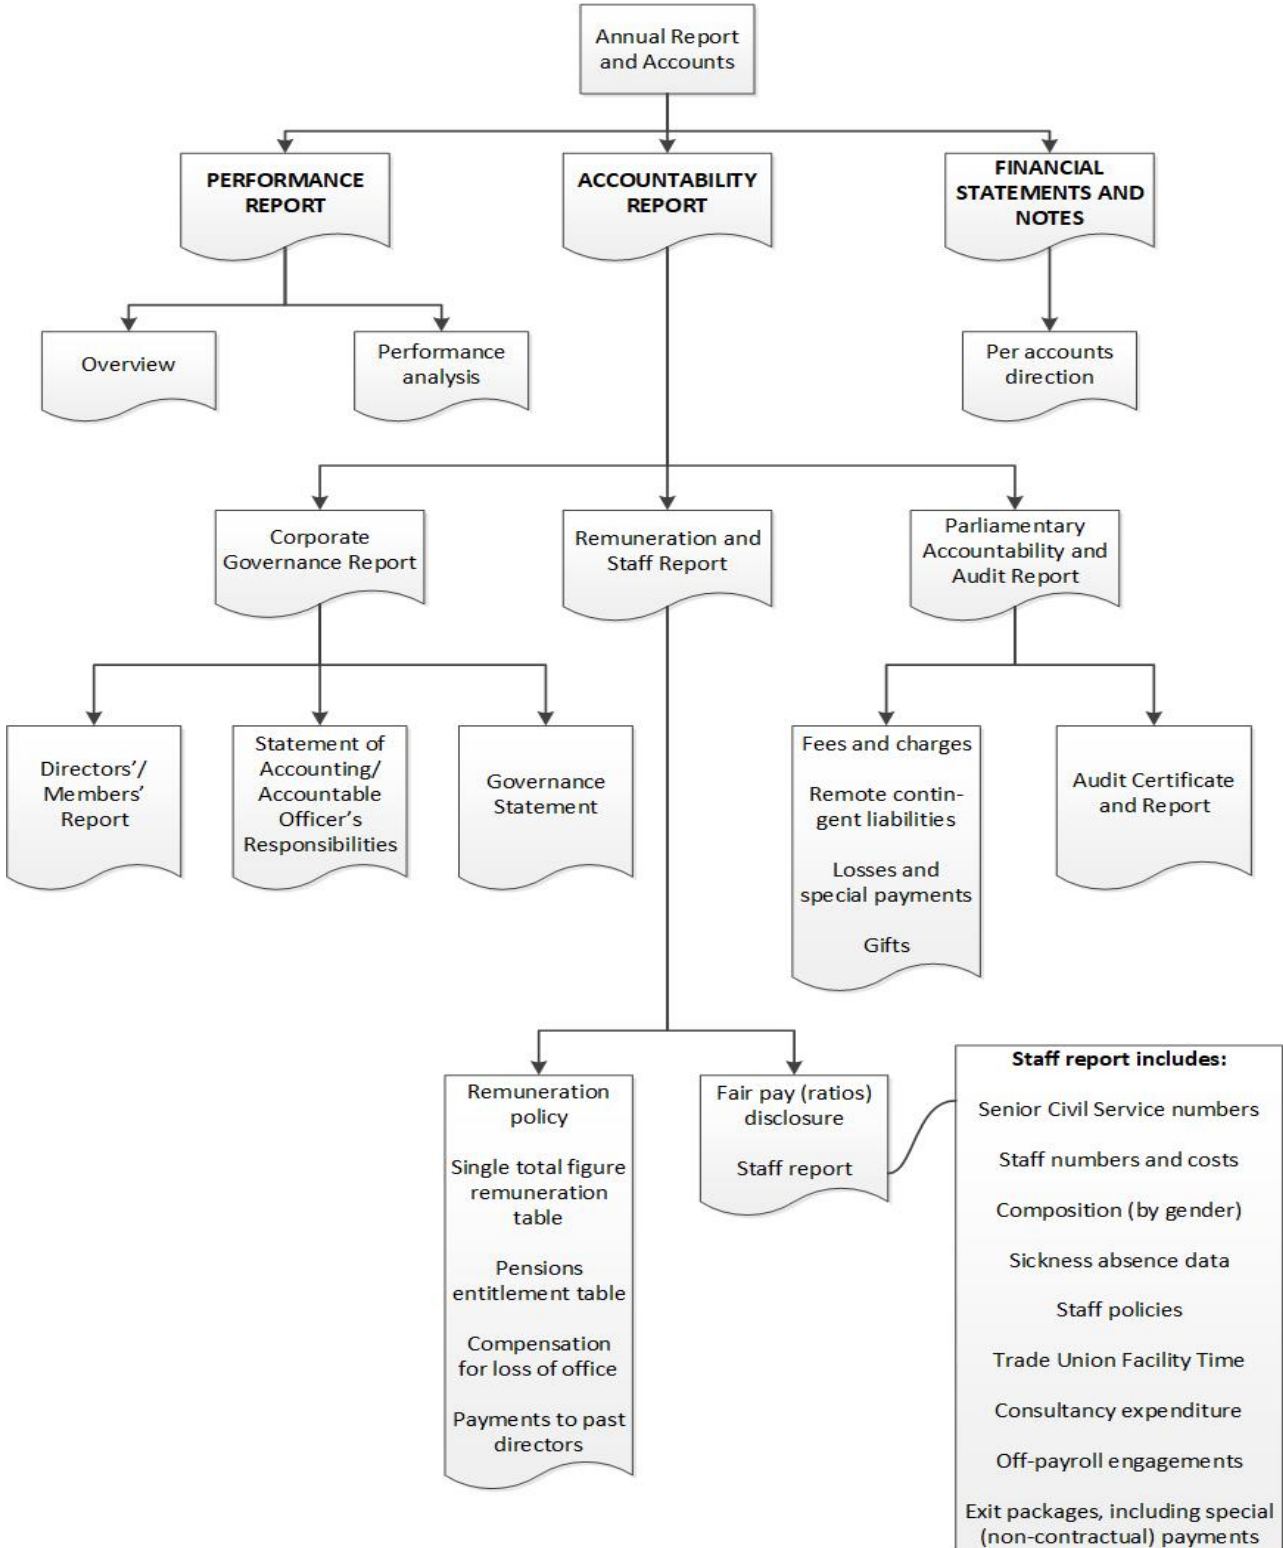 Annual Report
and Accounts
PERFORMANCE
REPORT
ACCOUNTABILITY
REPORT
FINANCIAL
STATEMENTS AND
NOTES
Overview
Performance
analysis
Per accounts
direction
Corporate
Governance Report
Remuneration and
Staff Report
Parliamentary
Accountability and
Audit Report
Directors’/
Members’
Report
Statement of
Accounting/
Accountable
Officer’s
Responsibilities
Governance
Statement
Fees and charges
Remote contin-
gent liabilities
Losses and
special payments
Gifts
Audit Certificate
and Report
Remuneration
policy
Single total figure
remuneration
table
Pensions
entitlement table
Compensation
for loss of office
Payments to past
directors
Fair pay (ratios)
disclosure
Staff report
Staff report includes:
Senior Civil Service numbers
Staff numbers and costs
Composition (by gender)
Sickness absence data
Staff policies
Trade Union Facility Time
Consultancy expenditure
Off-payroll engagements
Exit packages, including special
(non-contractual) payments